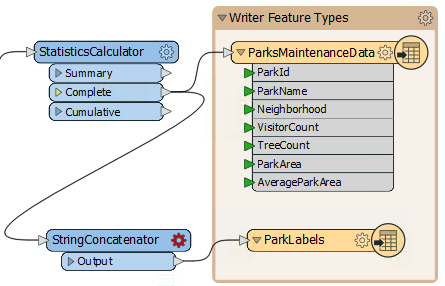 Writer Feature Types
StatisticsCalculator
Summary
Complete
Cumulative
ParksMaintenanceData
ParkId
ParkName
Neighborhood
VisitorCount
TreeCount
ParkArea
AverageParkArea
StringConcatenator
Output
ParkLabels